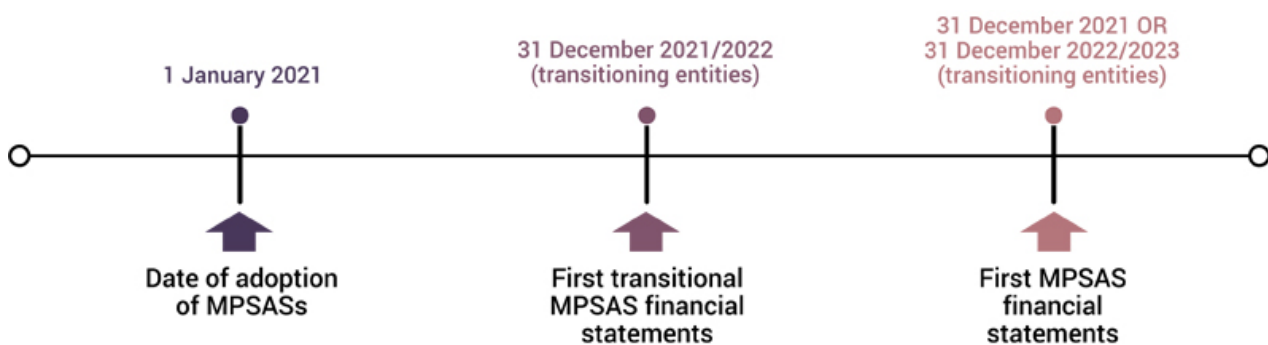 1 January 2021
Date of adoption
of MPSASs
31 December 2021/2022
(transitioning entities)
First transitional
MPSAS financial
statements
31 December 2021 OR
31 December 2022/2023
(transitioning entities)
First MPSAS
financial
statements